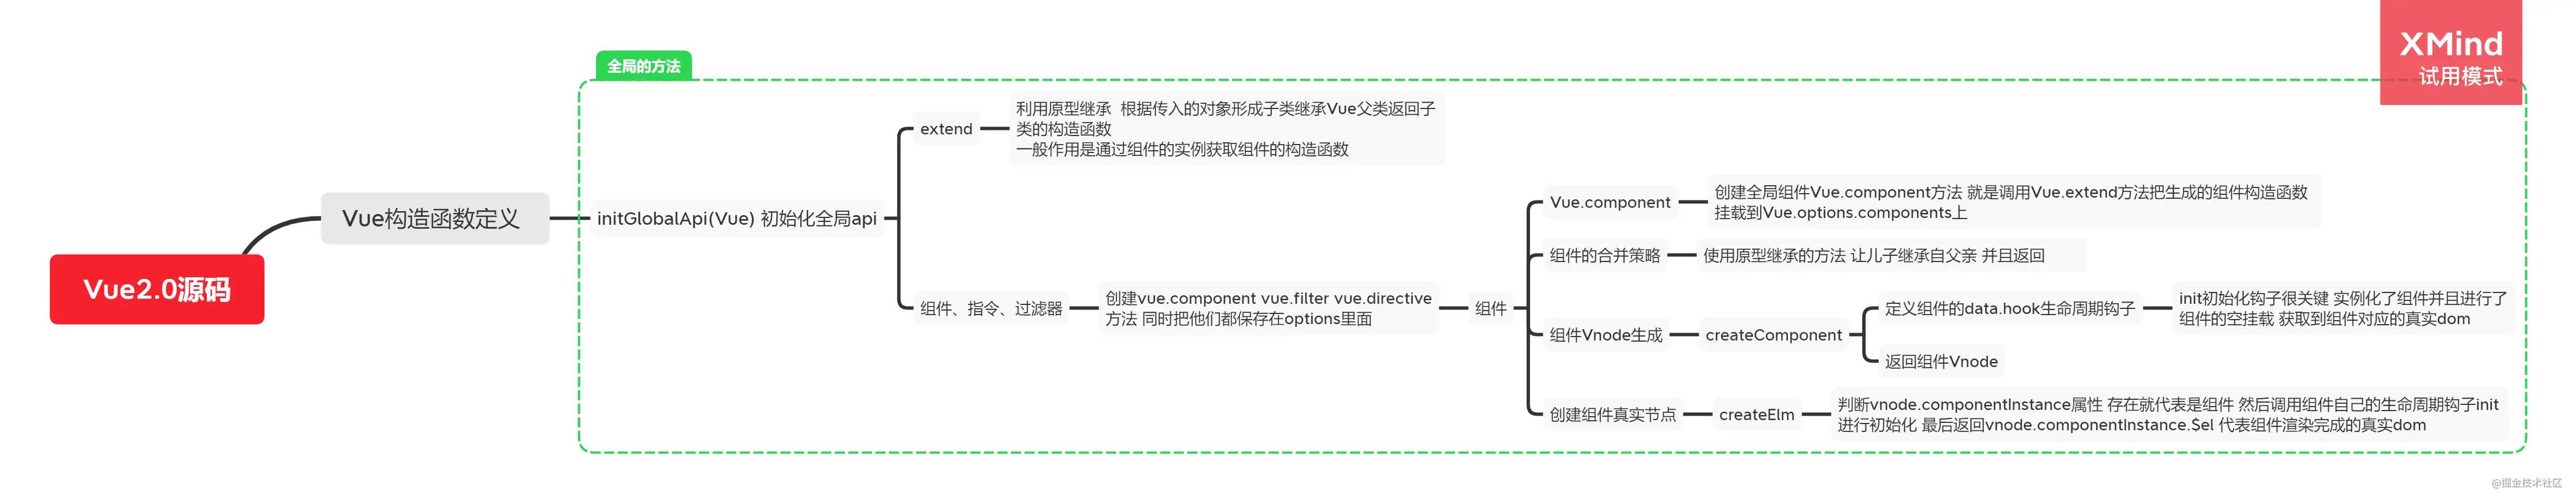 XMind
试用模式
全局的方法
Vue2.0源码
Vue构造函数定义
initGlobalApi(Vue) 初始化全局api
extend
利用原型继承 根据传入的对象形成子类继承Vue父类返回子
类的构造函数
一般作用是通过组件的实例获取组件的构造函数
组件、指令、过滤器
创建vue.component vue.filter vue.directive
方法 同时把他们都保存在options里面
组件
Vue.component
创建全局组件Vue.component方法 就是调用Vue.extend方法把生成的组件构造函数
挂载到Vue.options.components上
组件的合并策略
使用原型继承的方法 让儿子继承自父亲 并且返回
组件Vnode生成
createComponent
定义组件的data.hook生命周期钩子
init初始化钩子很关键 实例化了组件并且进行了
组件的空挂载 获取到组件对应的真实dom
返回组件Vnode
创建组件真实节点
createElm
判断vnode.componentInstance属性 存在就代表是组件 然后调用组件自己的生命周期钩子init
进行初始化 最后返回vnode.componentInstance.$el 代表组件渲染完成的真实dom
@掘金技术社区